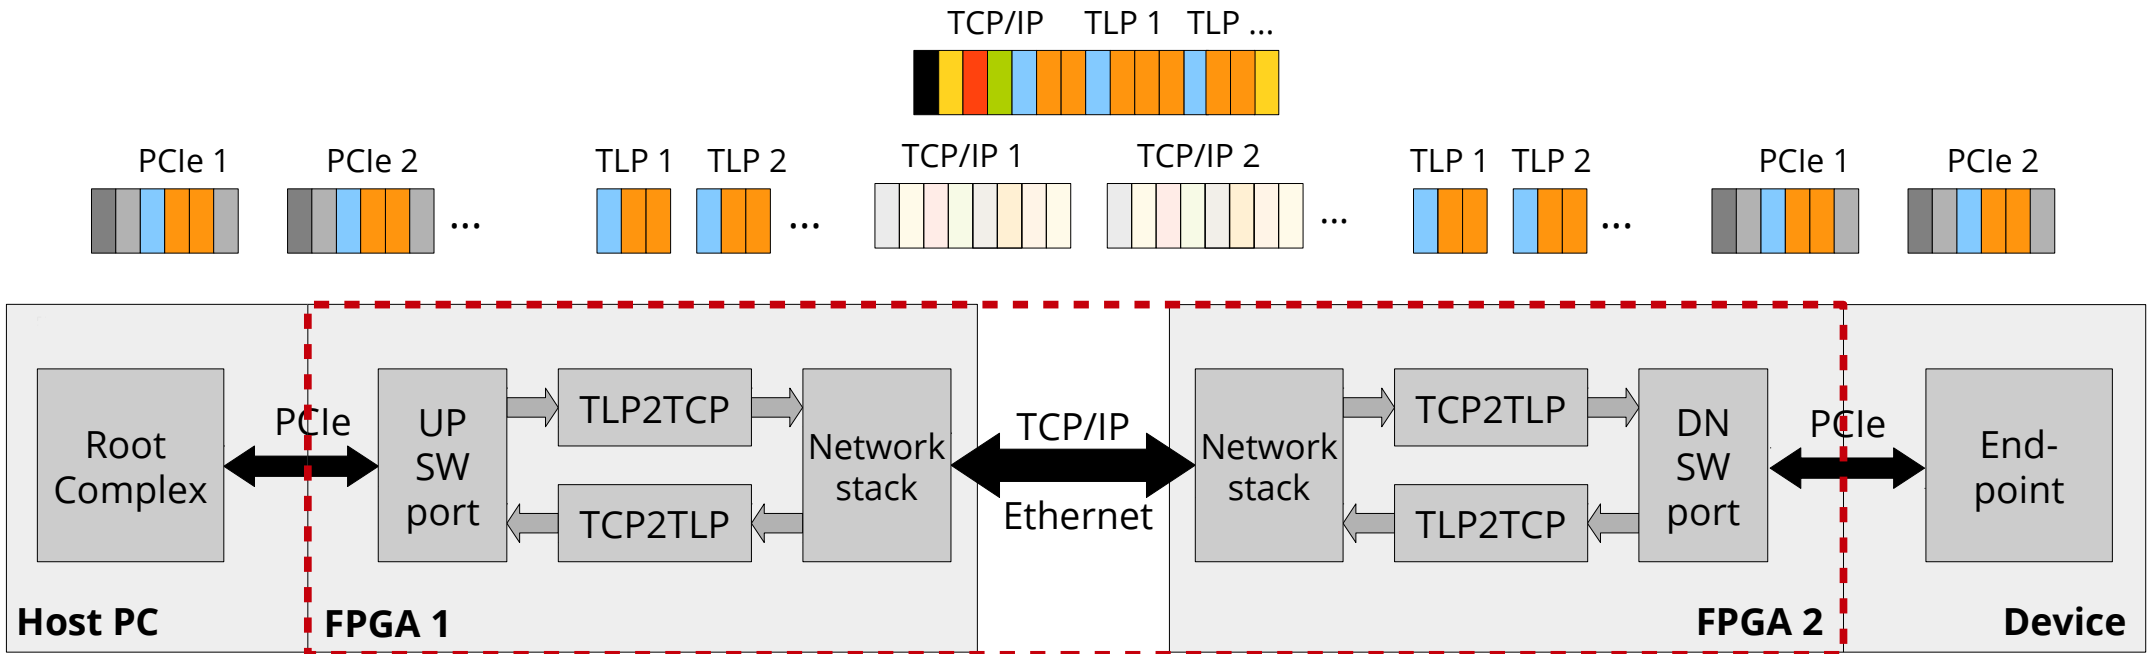 TCP/IP TLP 1 TLP ...
PCIe 1 PCIe 2 ... TLP 1 TLP 2 ... TCP/IP 1 TCP/IP 2 ... TLP 1 TLP 2 ... PCIe 1 PCIe 2
Root
Complex
PCIe
UP
SW
port
TLP2TCP
TCP2TLP
Network
stack
TCP/IP
Ethernet
Network
stack
TCP2TLP
TLP2TCP
DN
SW
port
PCIe
End-
point
Host PC
FPGA 1
FPGA 2
Device